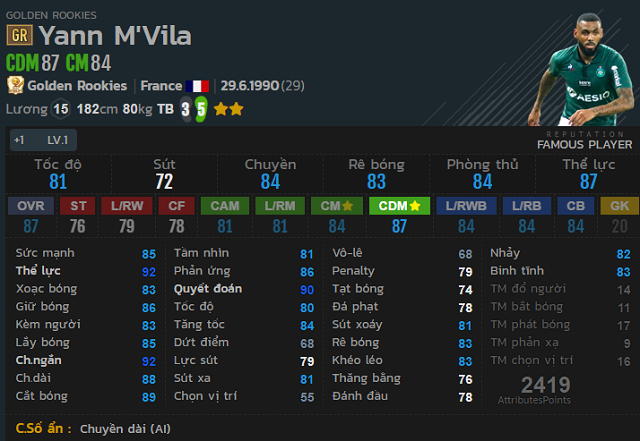 GOLDEN ROOKIES
GR Yann M'Vila
CDM 87 CM 84
Golden Rookies France 29.6.1990 (29)
Lương 15 182cm 80kg TB 3 5
+1 LV.1
REPUTATION
FAMOUS PLAYER
AESIO
Tốc độ Sút Chuyền Rê bóng Phòng thủ Thể lực
81 72 84 83 84 87
OVR ST L/RW CF CAM L/RM CM CDM L/RWB L/RB CB GK
87 76 79 78 81 81 84 87 84 84 84 20
Sức mạnh 85 Tầm nhìn 81 Vô-lê 68 Nhảy 82
Thể lực 92 Phản ứng 86 Penalty 79 Bình tĩnh 83
Xoạc bóng 83 Quyết đoán 90 Tạt bóng 74 TM đổ người 14
Giữ bóng 86 Tốc độ 80 Đá phạt 78 TM bắt bóng 11
Kèm người 83 Tăng tốc 84 Sút xoáy 81 TM phát bóng 17
Lấy bóng 85 Dứt điểm 68 Rê bóng 83 TM phản xạ 9
Ch.ngắn 92 Lực sút 79 Khéo léo 83 TM chọn vị trí 16
Ch.dài 88 Sút xa 81 Thăng bằng 76 2419
Cắt bóng 89 Chọn vị trí 55 Đánh đầu 78 AttributesPoints
C.Số ẩn : Chuyền dài (AI)